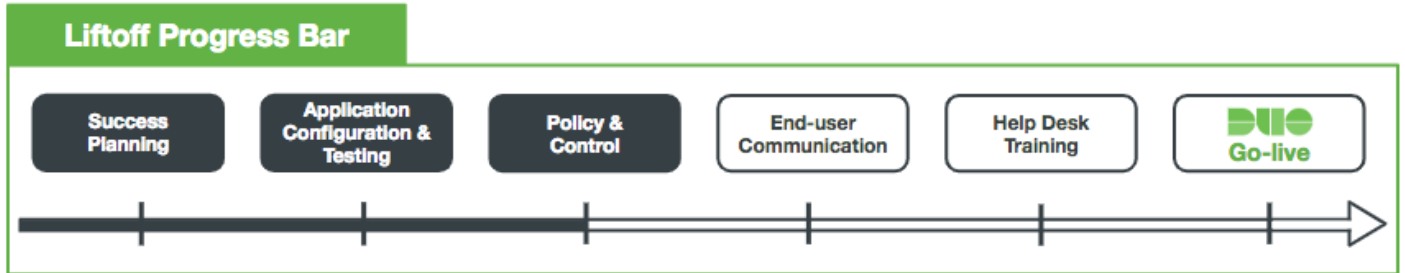 Liftoff Progress Bar
Success
Planning
Application
Configuration &
Testing
Policy &
Control
End-user
Communication
Help Desk
Training
DUO
Go-live